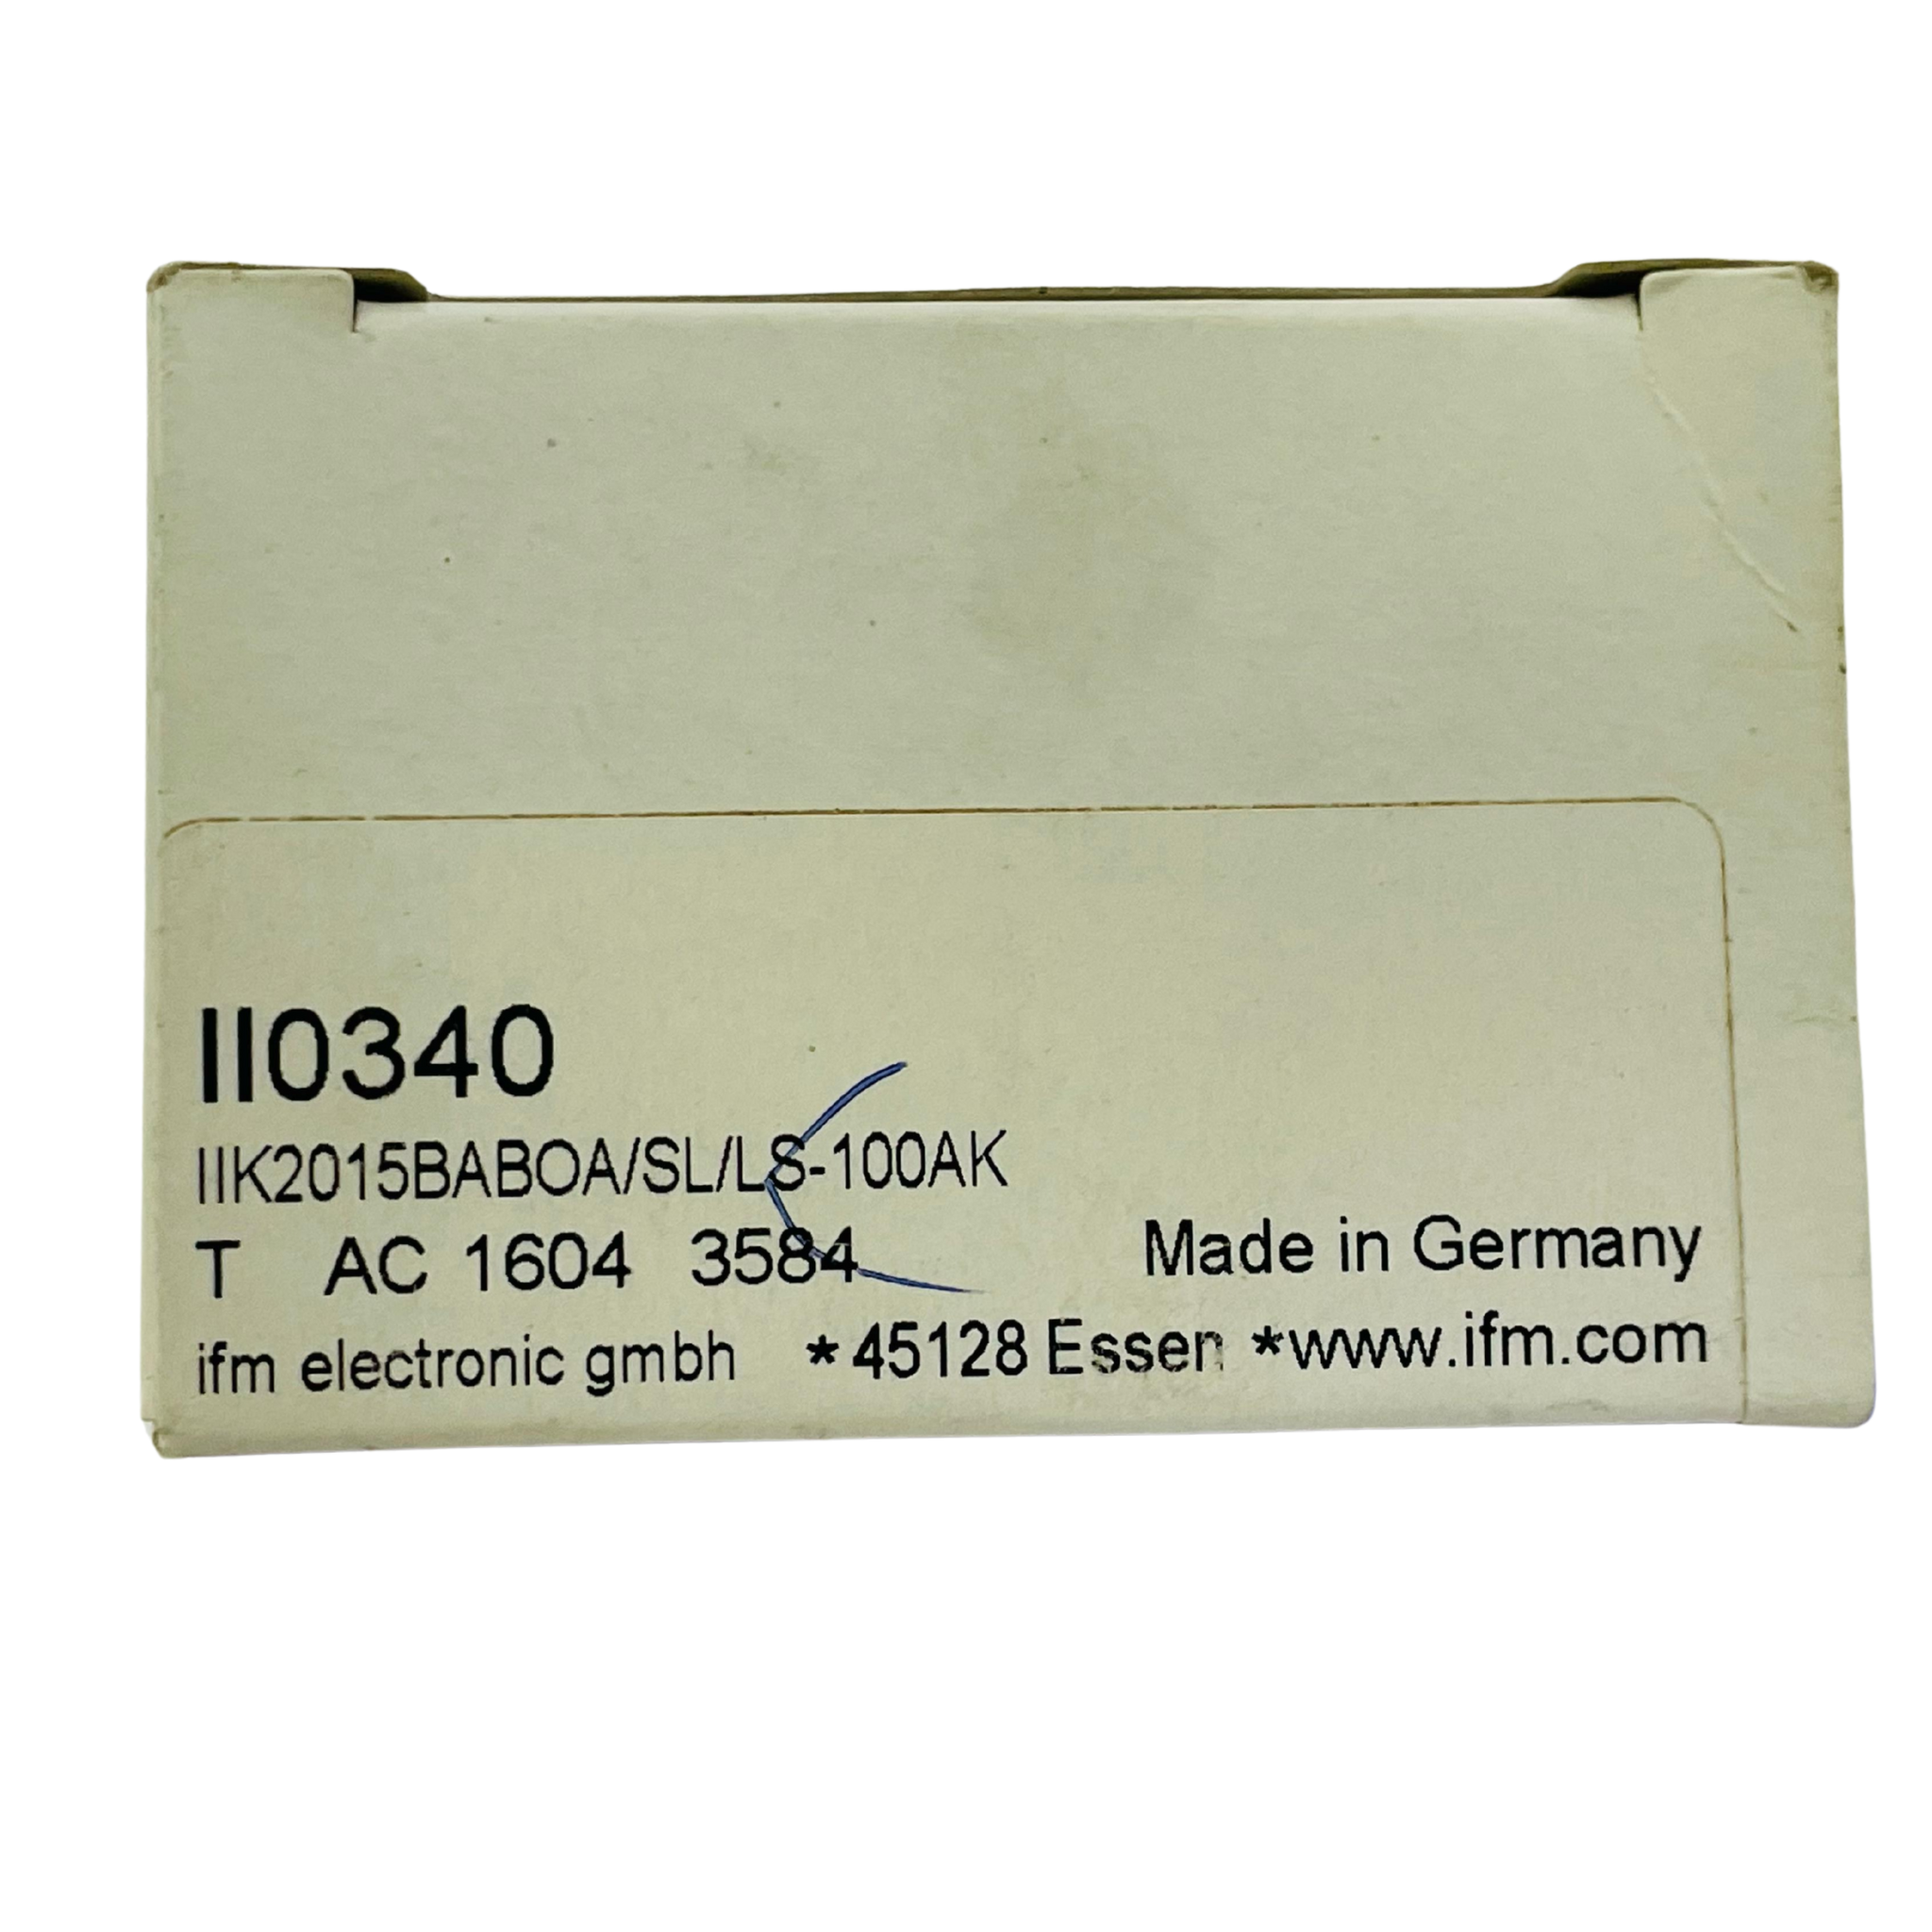 II0340
IIK2015BABOA/SL/LS-100AK
T AC 1604 3584 Made in Germany
ifm electronic gmbh *45128 Essen *www.ifm.com